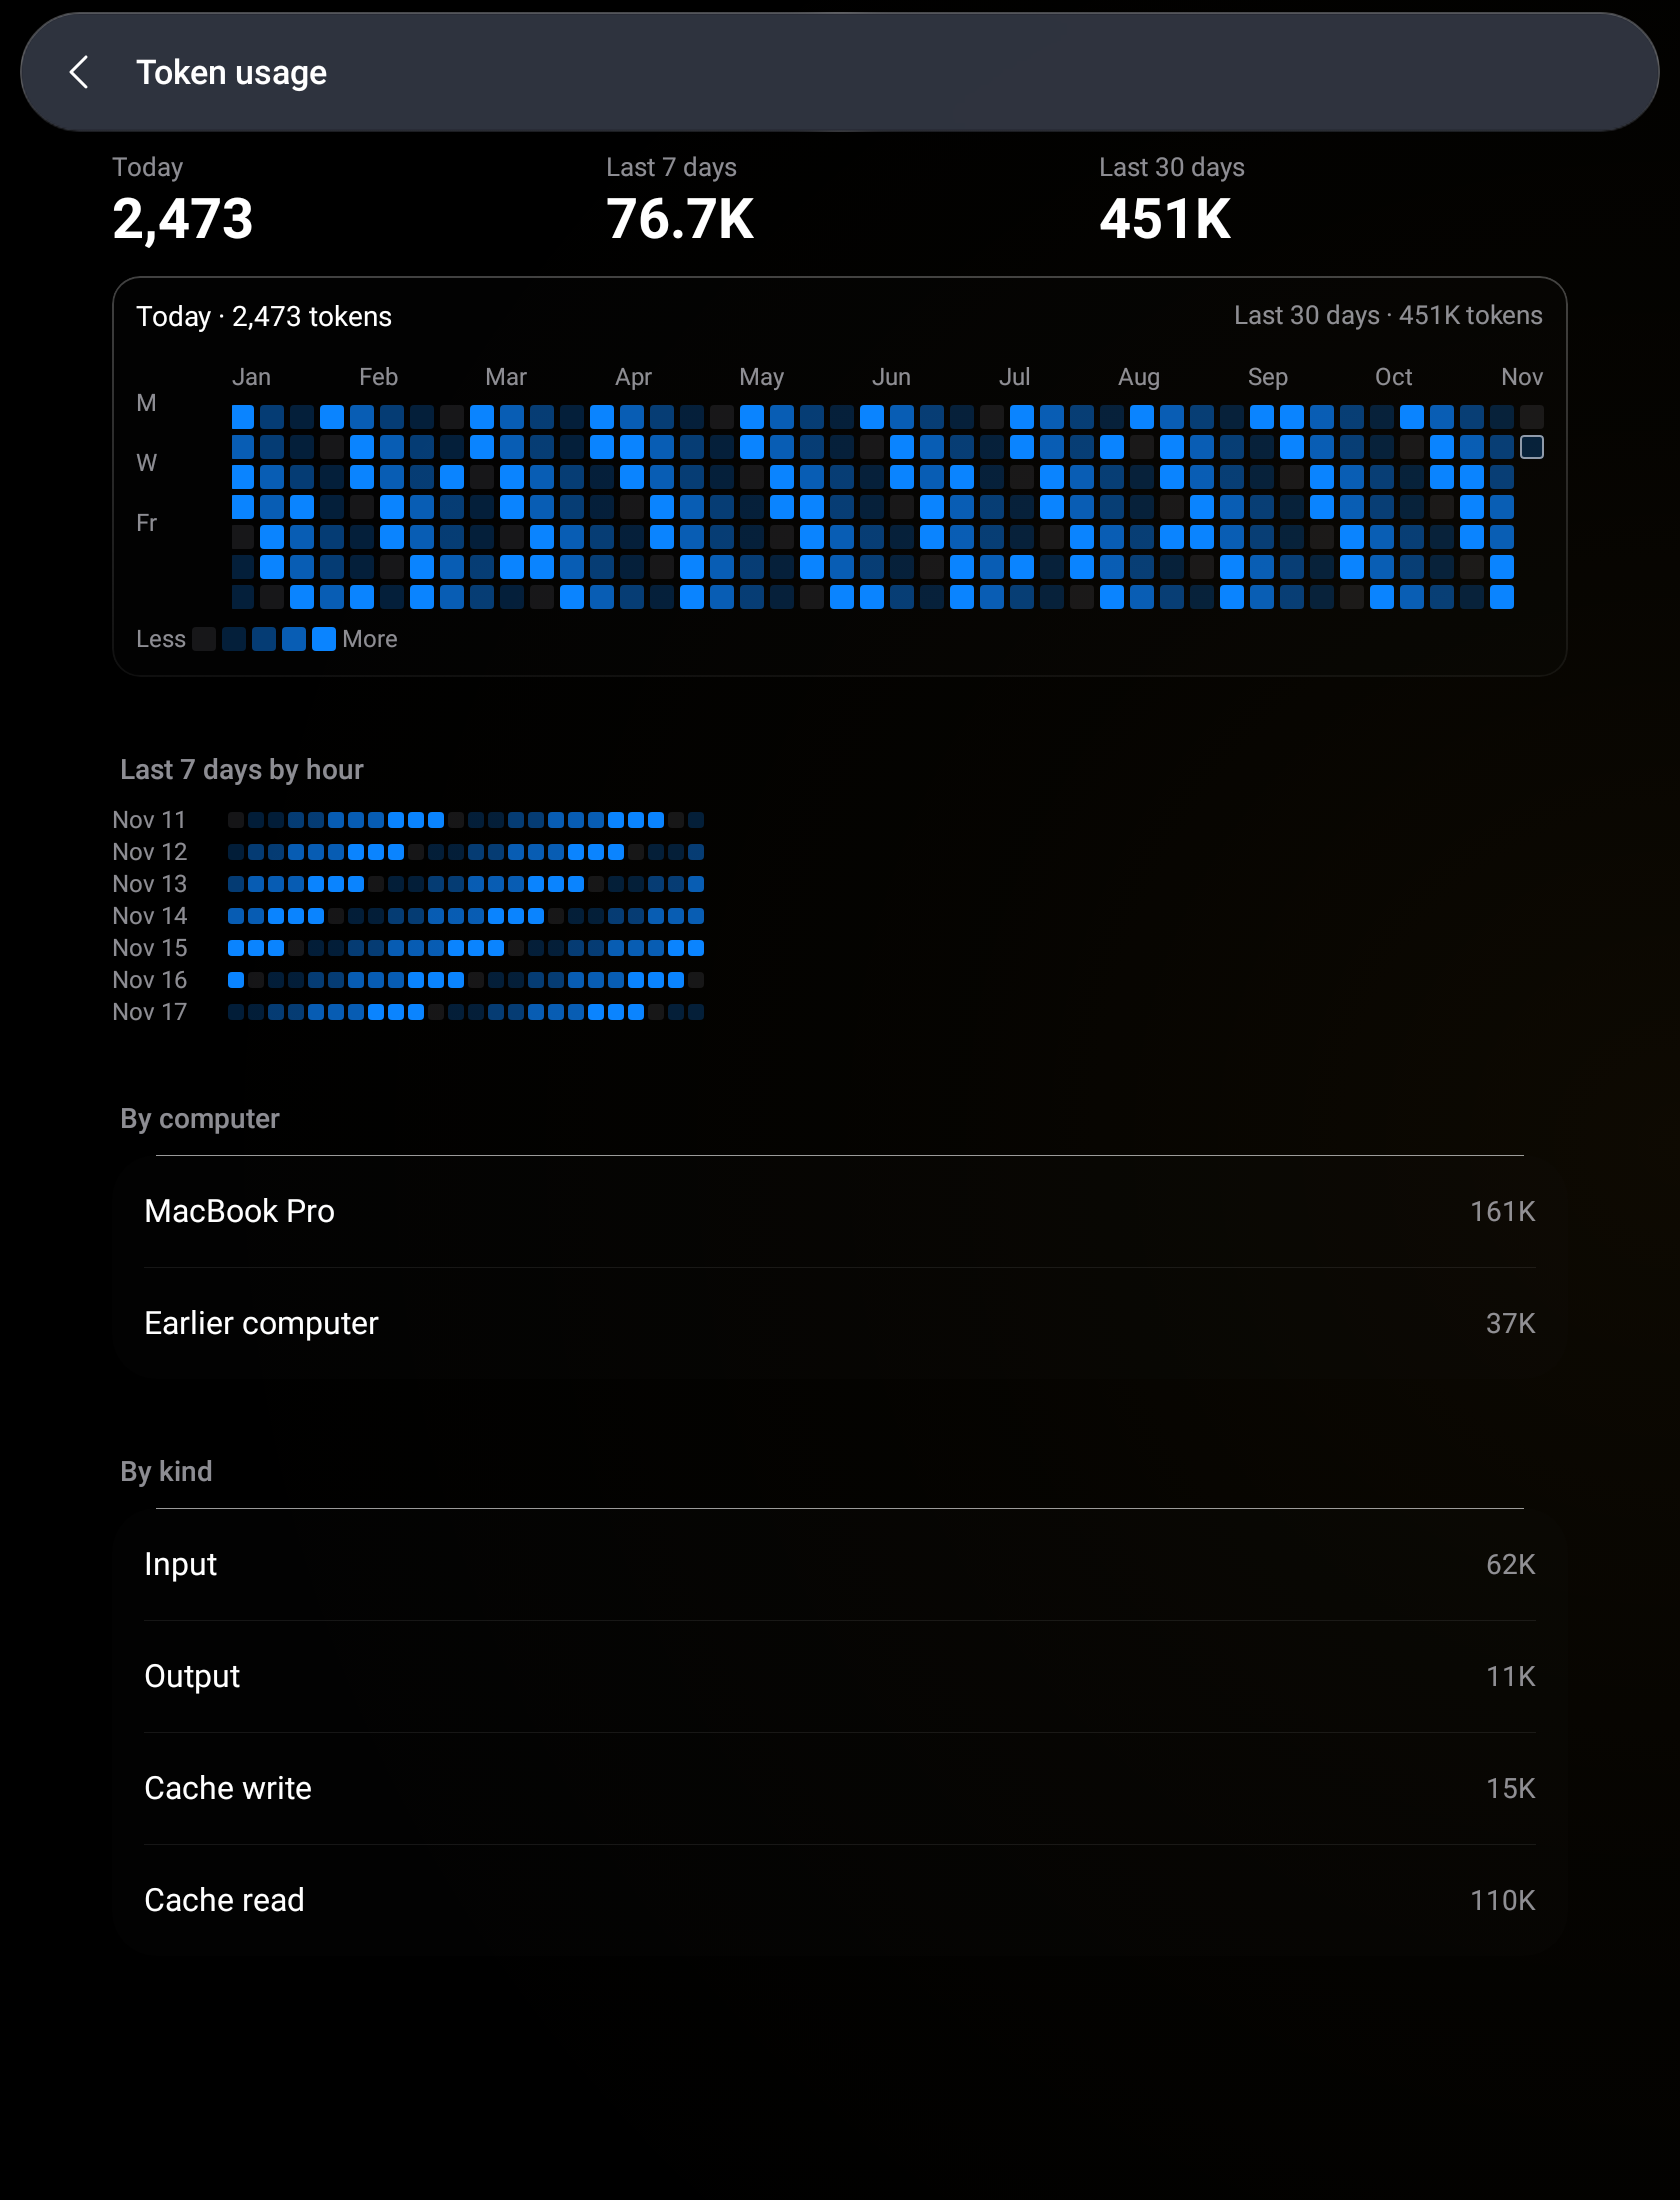 Token usage
Today
2,473
Last 7 days
76.7K
Last 30 days
451K
Today · 2,473 tokens
Last 30 days · 451K tokens
Jan Feb Mar Apr May Jun Jul Aug Sep Oct Nov
M
W
Fr
Less More
Last 7 days by hour
Nov 11
Nov 12
Nov 13
Nov 14
Nov 15
Nov 16
Nov 17
By computer
MacBook Pro 161K
Earlier computer 37K
By kind
Input 62K
Output 11K
Cache write 15K
Cache read 110K